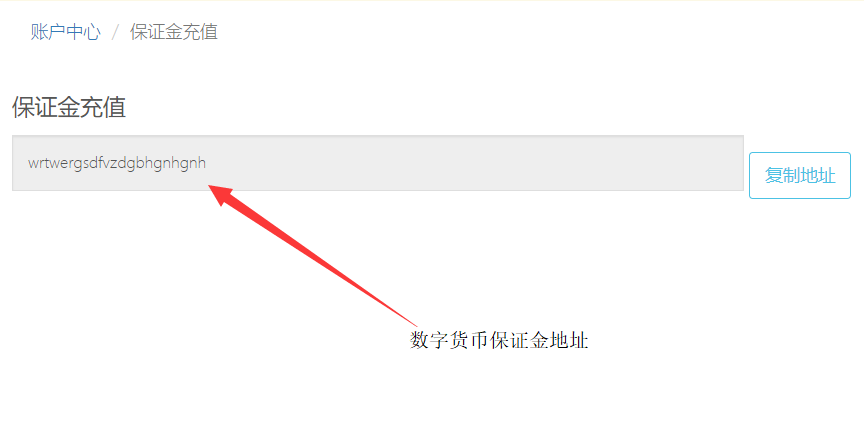 账户中心 / 保证金充值
保证金充值
wrtwergsdfvzdgbhgnhgnh
复制地址
数字货币保证金地址